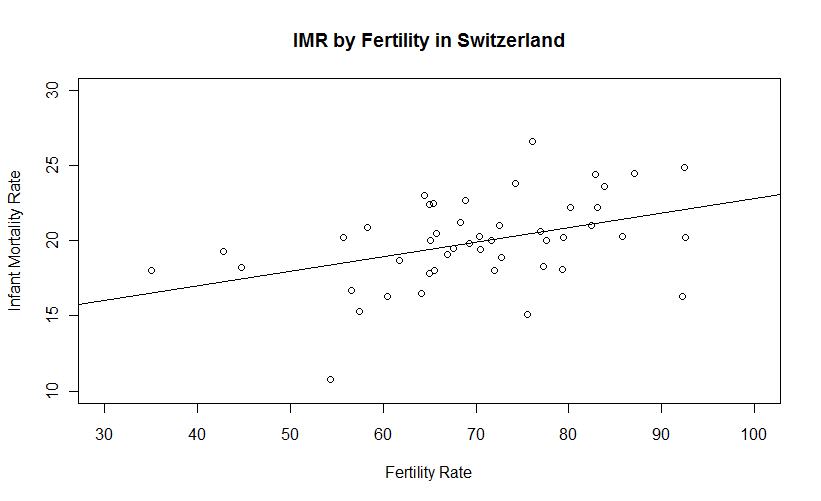 IMR by Fertility in Switzerland
Infant Mortality Rate
30
25
20
15
10
30 40 50 60 70 80 90 100
Fertility Rate